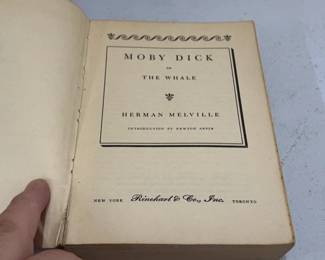 MOBY DICK
OR
THE WHALE
HERMAN MELVILLE
INTRODUCTION BY NEWTON ARVIN
NEW YORK Rinehart & Co., Inc. TORONTO